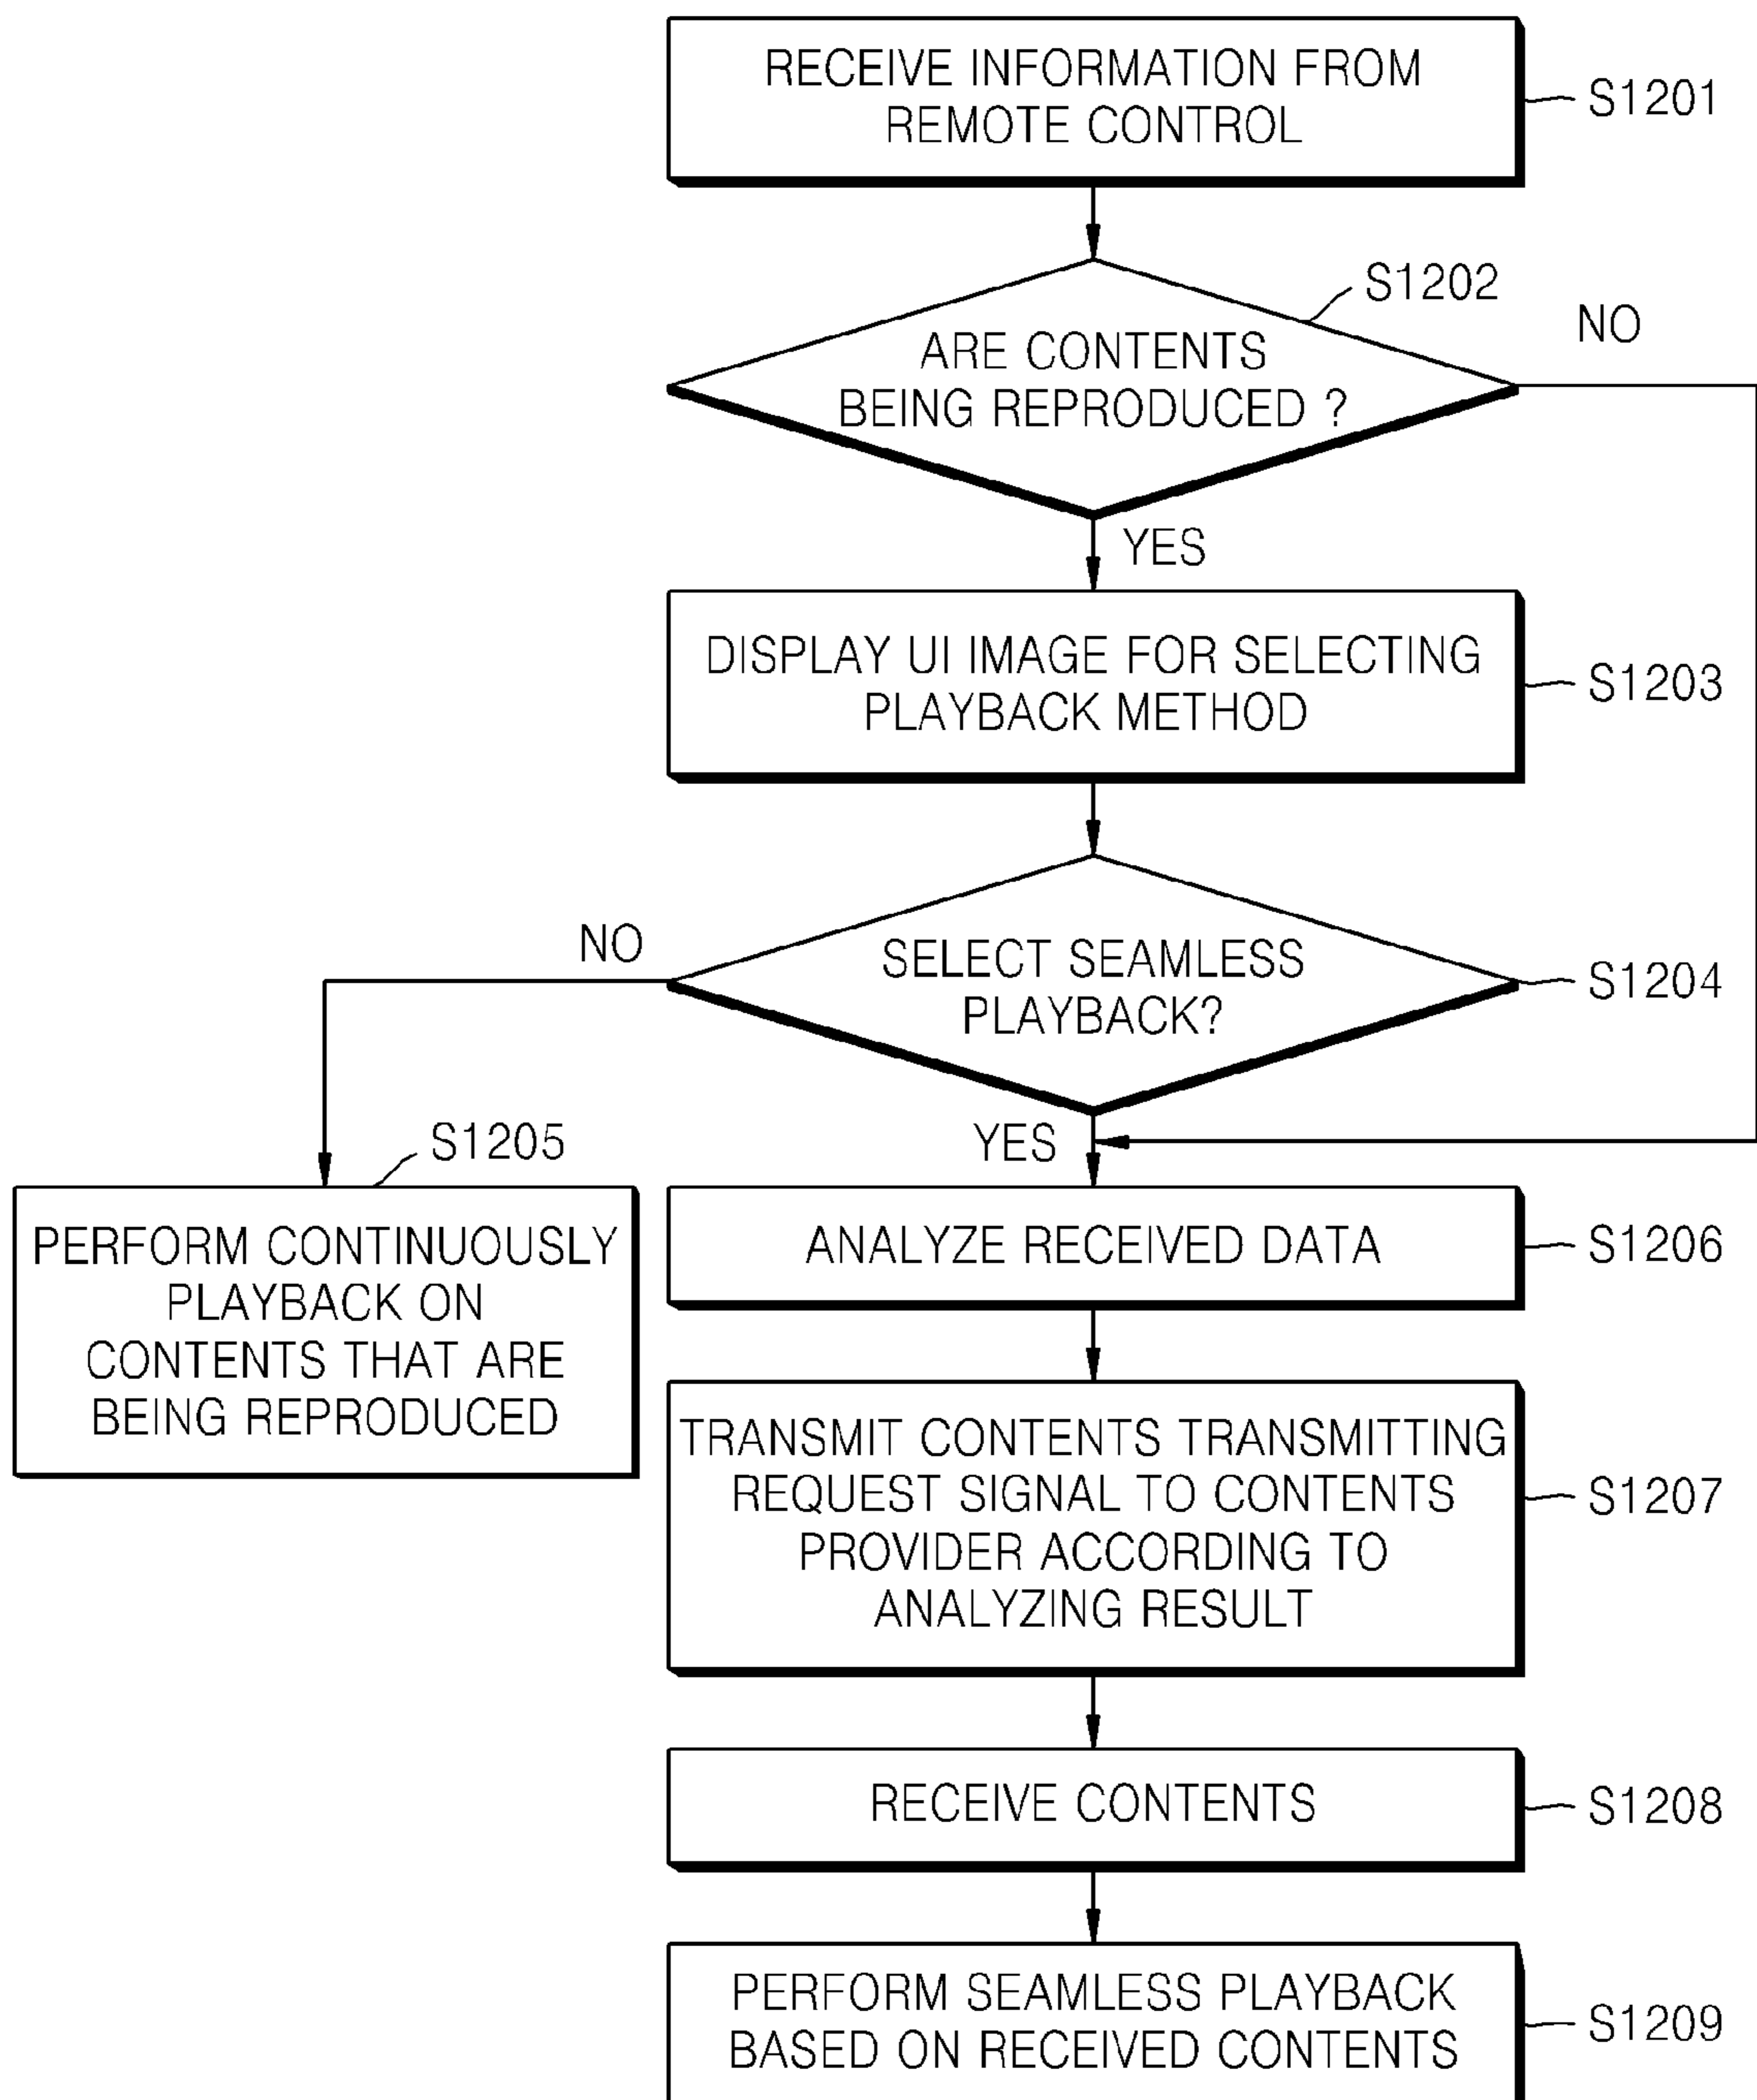 RECEIVE INFORMATION FROM
REMOTE CONTROL
S1201
S1202
NO
ARE CONTENTS
BEING REPRODUCED ?
YES
DISPLAY UI IMAGE FOR SELECTING
PLAYBACK METHOD
S1203
NO
SELECT SEAMLESS
PLAYBACK?
S1204
YES
S1205
PERFORM CONTINUOUSLY
PLAYBACK ON
CONTENTS THAT ARE
BEING REPRODUCED
ANALYZE RECEIVED DATA
S1206
TRANSMIT CONTENTS TRANSMITTING
REQUEST SIGNAL TO CONTENTS
PROVIDER ACCORDING TO
ANALYZING RESULT
S1207
RECEIVE CONTENTS
S1208
PERFORM SEAMLESS PLAYBACK
BASED ON RECEIVED CONTENTS
S1209